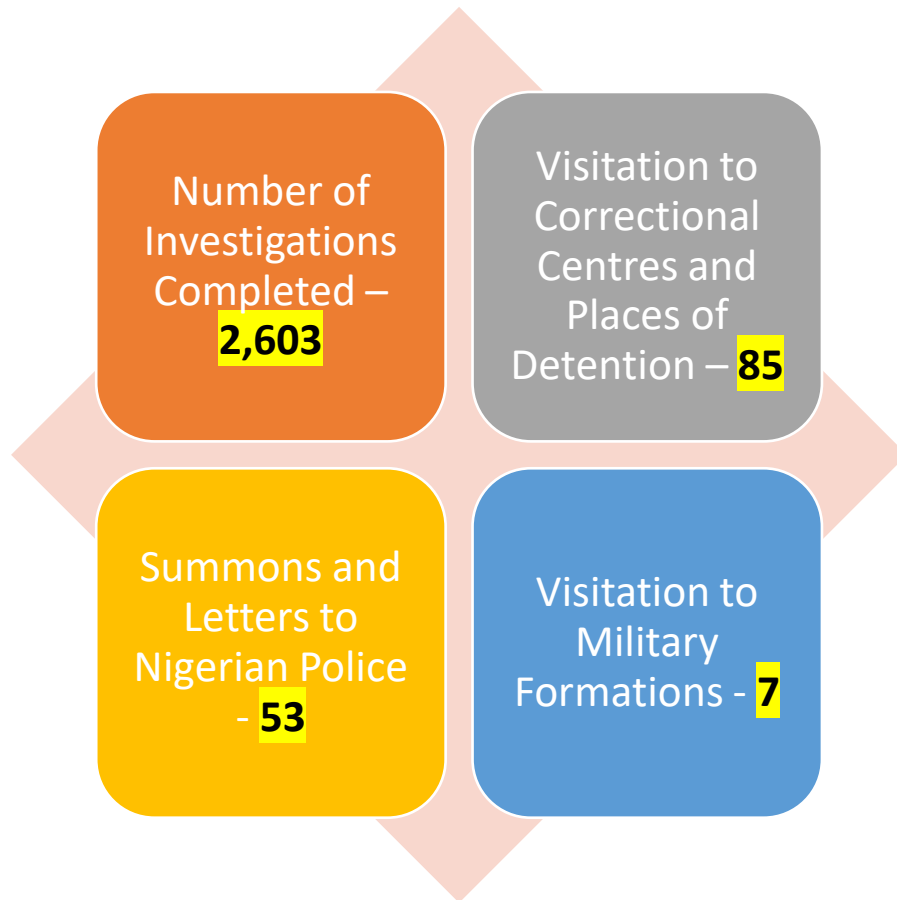 Number of
Investigations
Completed –
2,603
Visitation to
Correctional
Centres and
Places of
Detention – 85
Summons and
Letters to
Nigerian Police
- 53
Visitation to
Military
Formations - 7